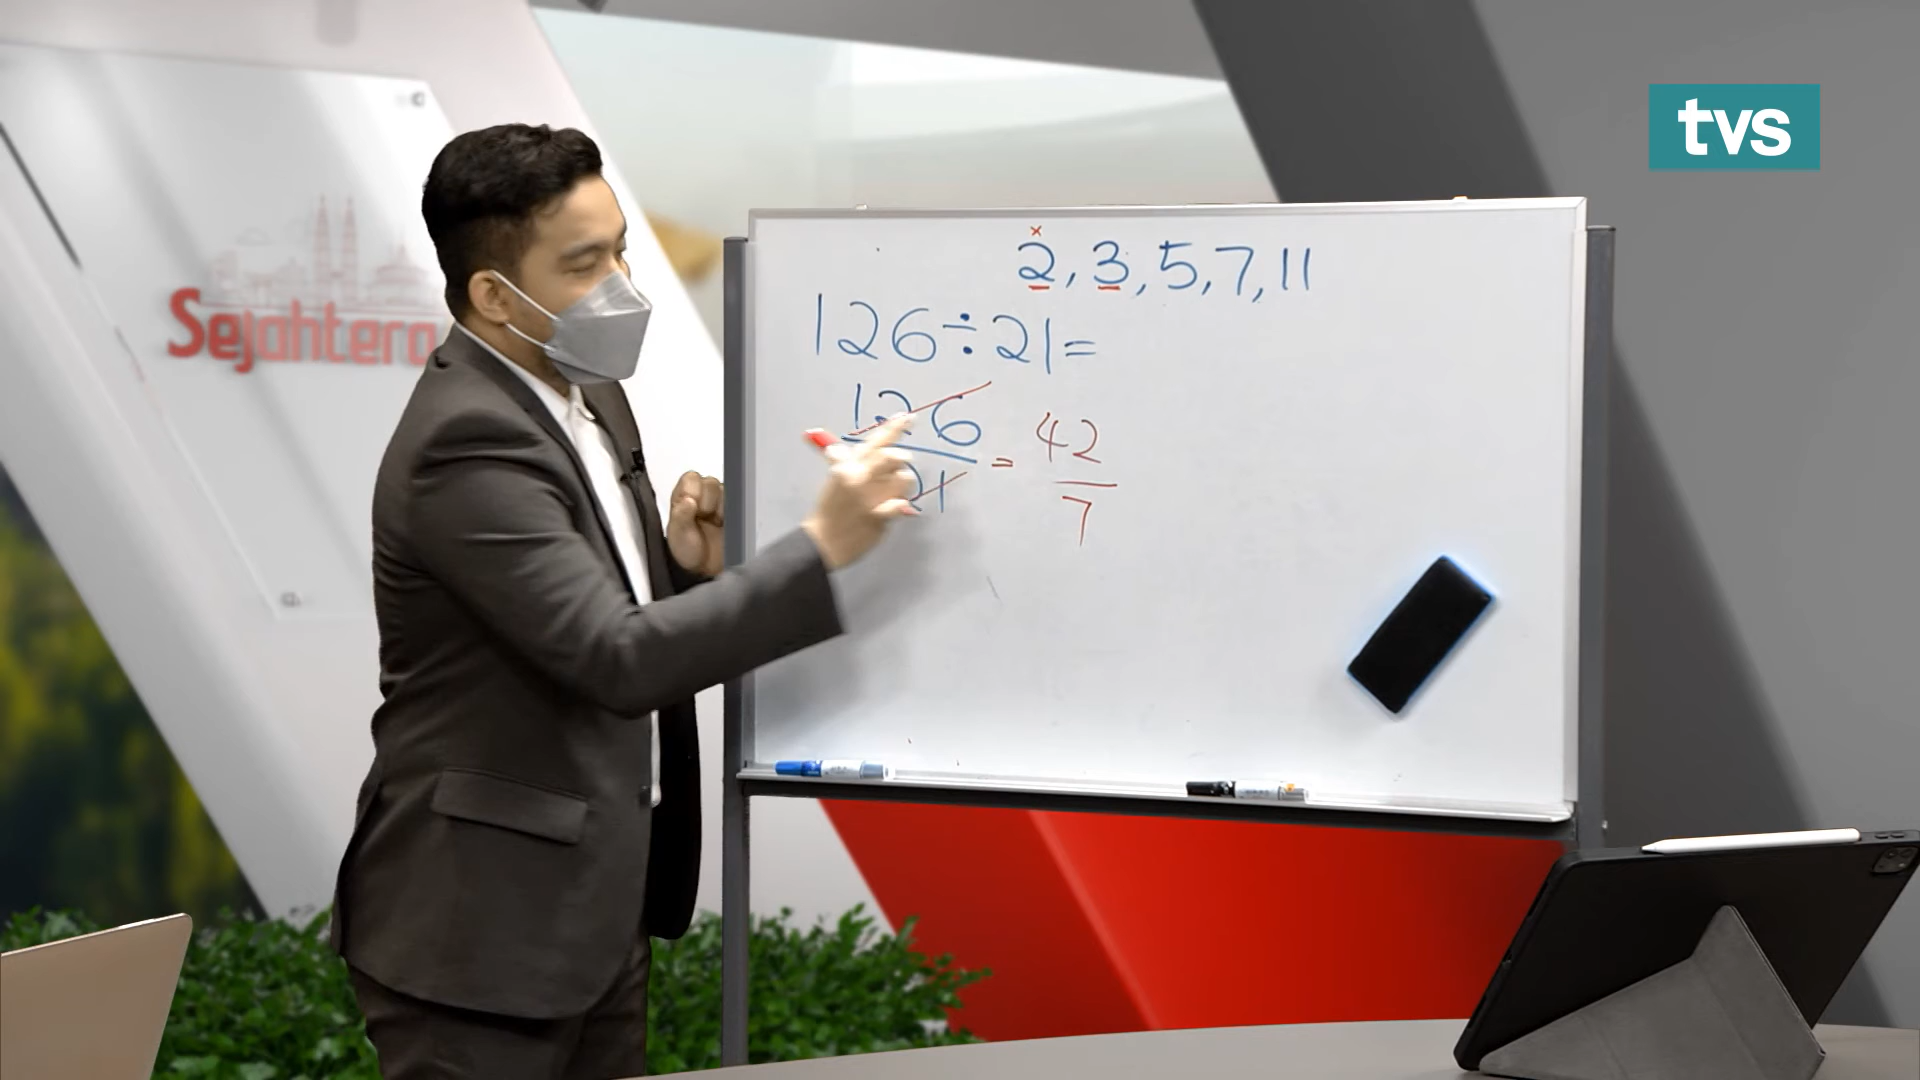 tvs
Sejahtera
x
2, 3, 5, 7, 11
126÷21=
126/21 = 42/7